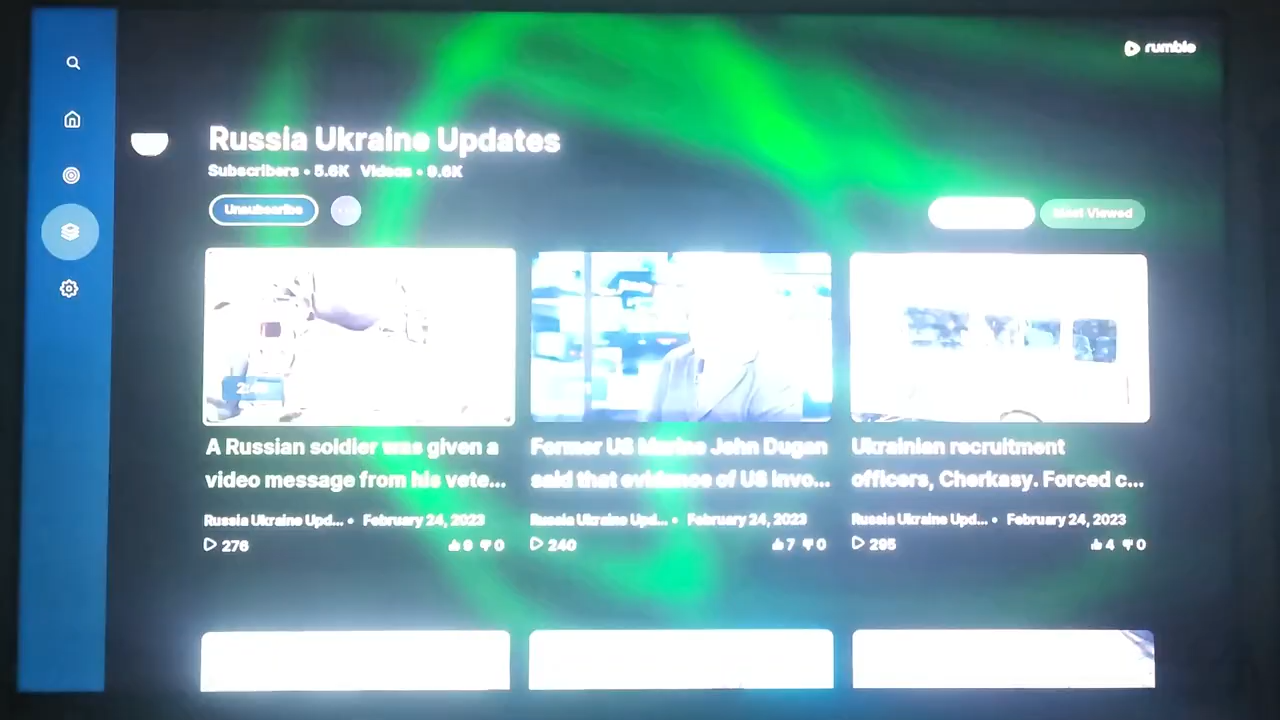 rumble
Russia Ukraine Updates
Subscribers • 5.6K Videos • 9.6K
Unsubscribe
Most Viewed
A Russian soldier was given a
video message from his vete...
Former US Marine John Dugan
said that evidence of US invo...
Ukrainian recruitment
officers, Cherkasy. Forced c...
Russia Ukraine Upd... • February 24, 2023
276 9 0
Russia Ukraine Upd... • February 24, 2023
240 7 0
Russia Ukraine Upd... • February 24, 2023
295 4 0